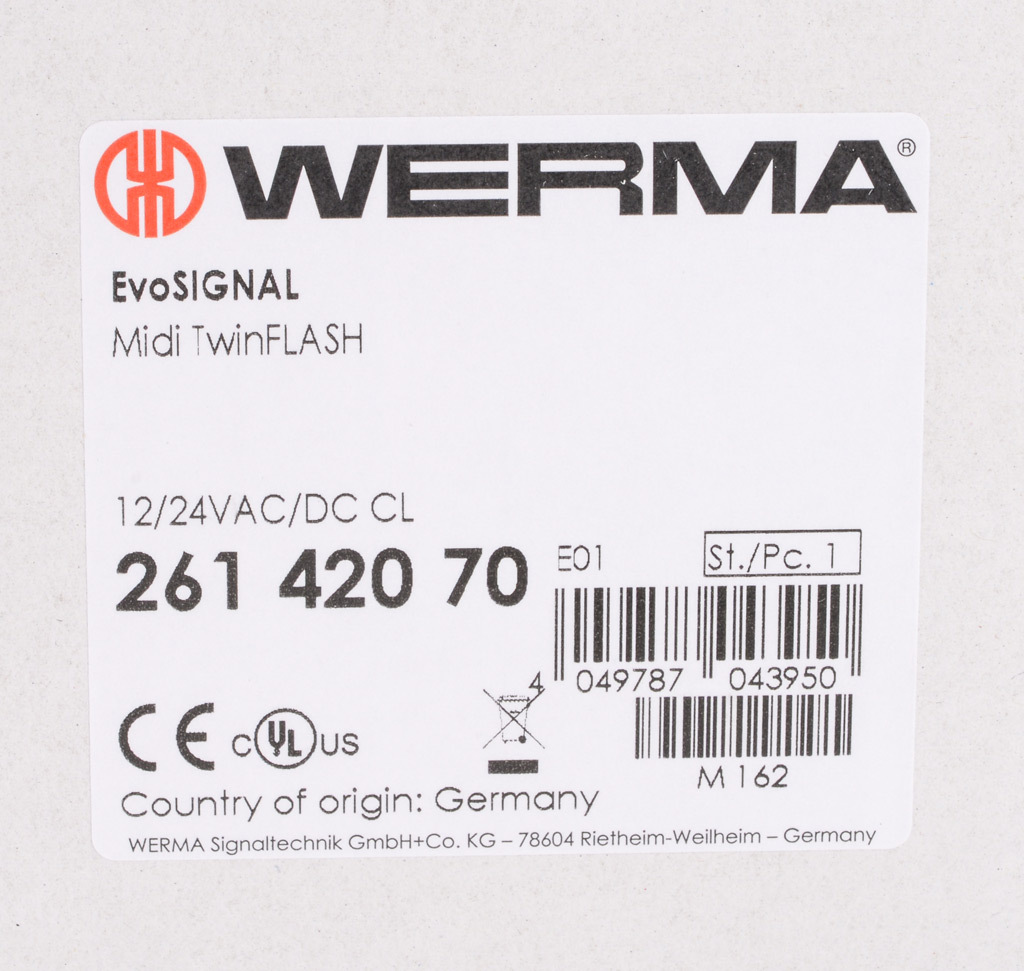 WERMA®
EvoSIGNAL
Midi TwinFLASH
12/24VAC/DC CL
261 420 70 E01 St./Pc. 1
4 049787 043950
CE c UL us
M 162
Country of origin: Germany
WERMA Signaltechnik GmbH+Co. KG – 78604 Rietheim-Weilheim – Germany